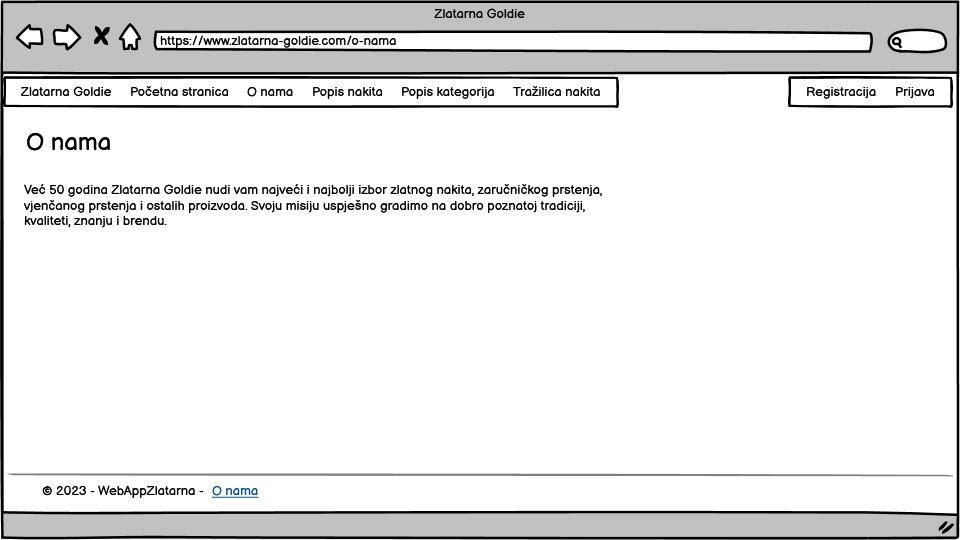 Zlatarna Goldie
https://www.zlatarna-goldie.com/o-nama
Zlatarna Goldie Početna stranica O nama Popis nakita Popis kategorija Tražilica nakita Registracija Prijava
O nama
Već 50 godina Zlatarna Goldie nudi vam najveći i najbolji izbor zlatnog nakita, zaručničkog prstenja,
vjenčanog prstenja i ostalih proizvoda. Svoju misiju uspješno gradimo na dobro poznatoj tradiciji,
kvaliteti, znanju i brendu.
© 2023 - WebAppZlatarna - O nama